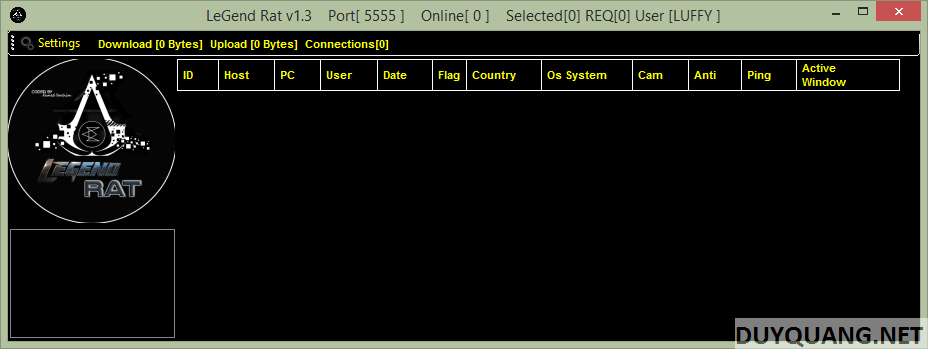 LeGend Rat v1.3 Port[ 5555 ] Online[ 0 ] Selected[0] REQ[0] User [LUFFY ]
Settings Download [0 Bytes] Upload [0 Bytes] Connections[0]
ID Host PC User Date Flag Country Os System Cam Anti Ping Active
Window
CODED BY
LEGEND
RAT
DUYQUANG.NET